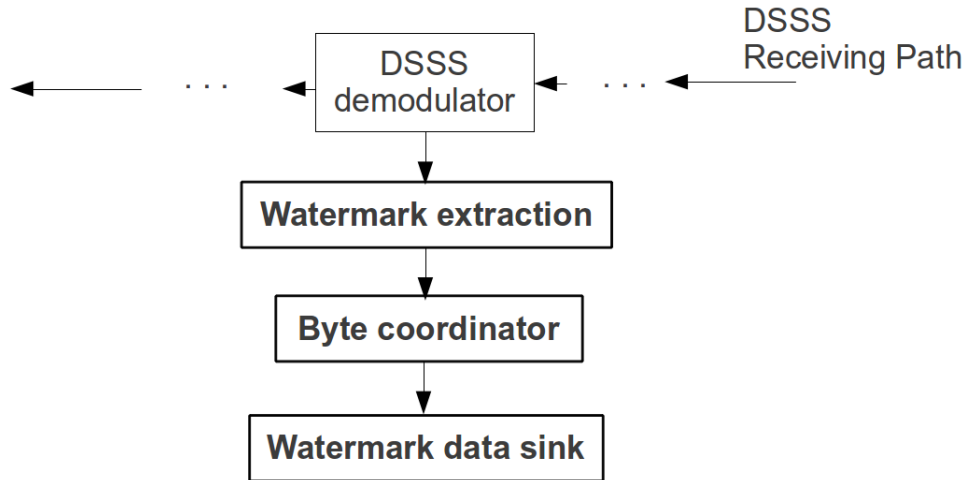 DSSS
Receiving Path
DSSS
demodulator
. . .
. . .
Watermark extraction
Byte coordinator
Watermark data sink